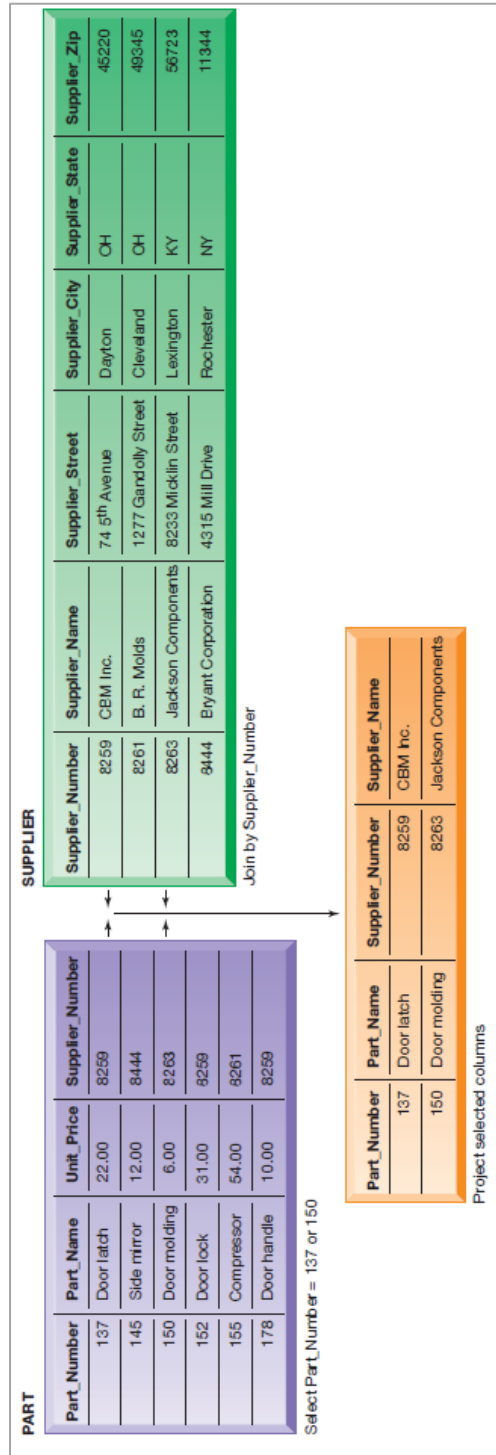 PART
Part_Number Part_Name Unit_Price Supplier_Number
137 Door latch 22.00 8259
145 Side mirror 12.00 8444
150 Door molding 6.00 8263
152 Door lock 31.00 8259
155 Compressor 54.00 8261
178 Door handle 10.00 8259
Select Part_Number = 137 or 150
SUPPLIER
Supplier_Number Supplier_Name Supplier_Street Supplier_City Supplier_State Supplier_Zip
8259 CBM Inc. 74 5th Avenue Dayton OH 45220
8261 B. R. Molds 1277 Gandolly Street Cleveland OH 49345
8263 Jackson Components 8233 Micklin Street Lexington KY 56723
8444 Bryant Corporation 4315 Mill Drive Rochester NY 11344
Join by Supplier_Number
Part_Number Part_Name Supplier_Number Supplier_Name
137 Door latch 8259 CBM Inc.
150 Door molding 8263 Jackson Components
Project selected columns